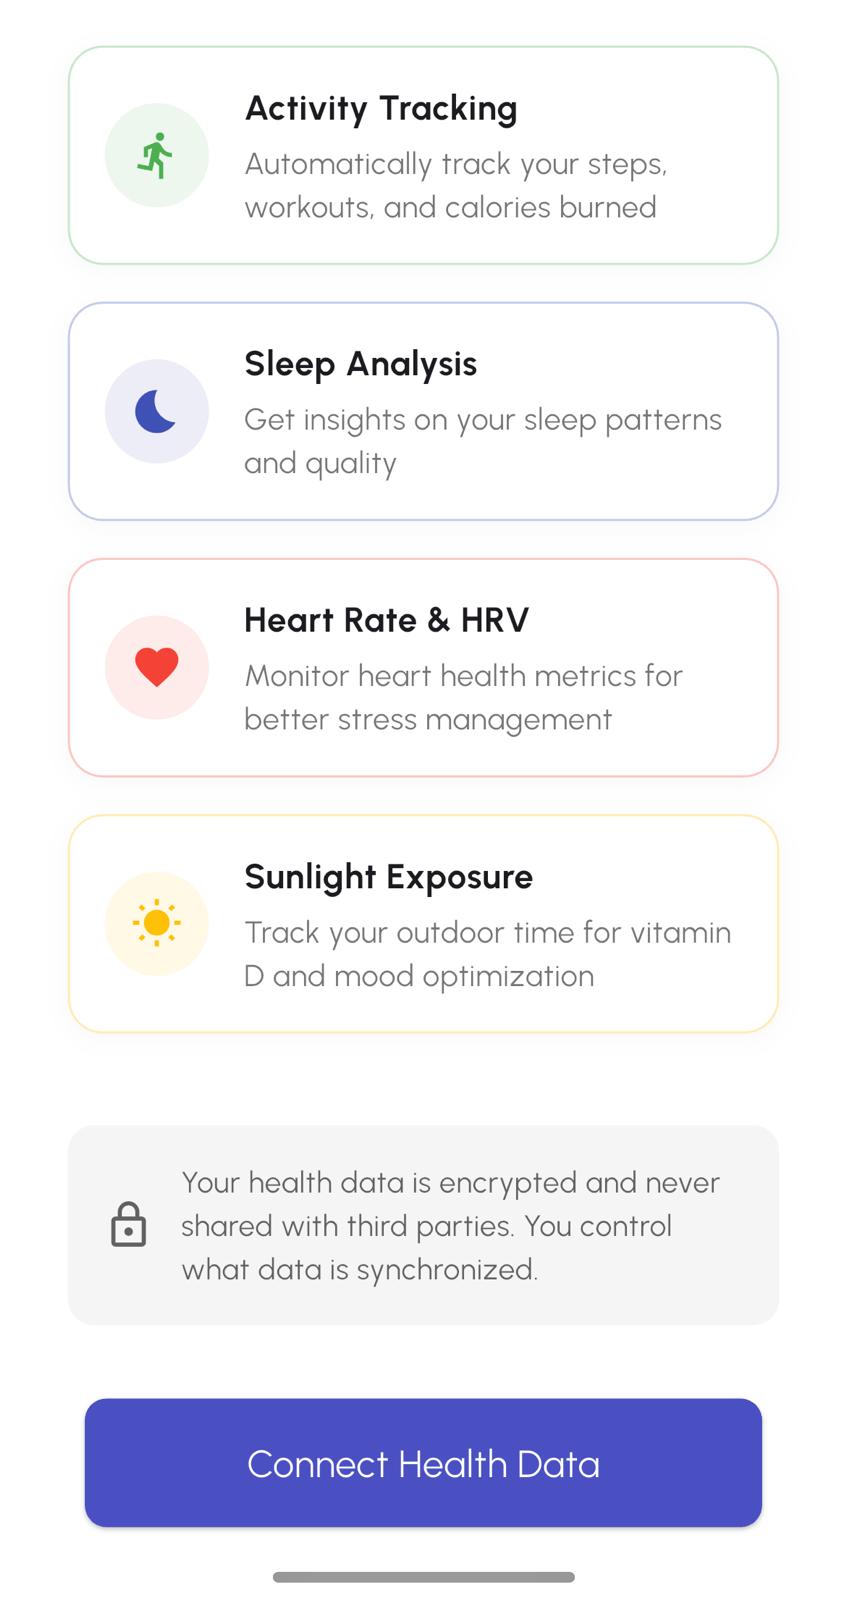 Activity Tracking
Automatically track your steps,
workouts, and calories burned
Sleep Analysis
Get insights on your sleep patterns
and quality
Heart Rate & HRV
Monitor heart health metrics for
better stress management
Sunlight Exposure
Track your outdoor time for vitamin
D and mood optimization
Your health data is encrypted and never
shared with third parties. You control
what data is synchronized.
Connect Health Data